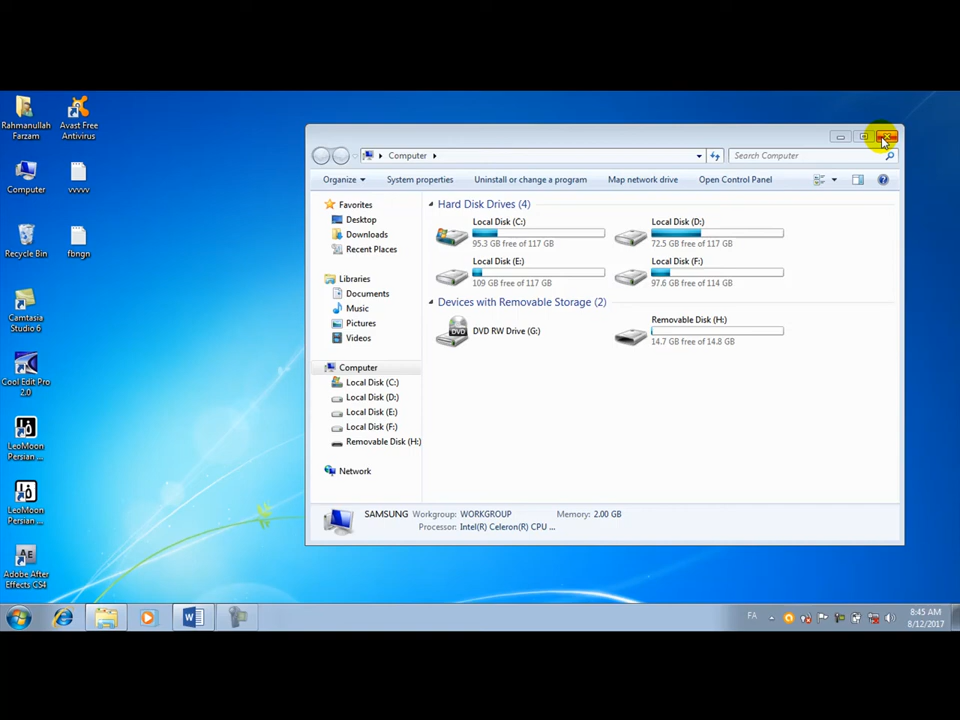 Rahmanullah
Farzam
Avast Free
Antivirus
Computer
vvvvv
Recycle Bin
fbngn
Camtasia
Studio 6
Cool Edit Pro
2.0
LeoMoon
Persian ...
LeoMoon
Persian ...
Adobe After
Effects CS4
Computer
Search Computer
Organize
System properties
Uninstall or change a program
Map network drive
Open Control Panel
Favorites
Desktop
Downloads
Recent Places
Libraries
Documents
Music
Pictures
Videos
Computer
Local Disk (C:)
Local Disk (D:)
Local Disk (E:)
Local Disk (F:)
Removable Disk (H:)
Network
Hard Disk Drives (4)
Local Disk (C:)
95.3 GB free of 117 GB
Local Disk (D:)
72.5 GB free of 117 GB
Local Disk (E:)
109 GB free of 117 GB
Local Disk (F:)
97.6 GB free of 114 GB
Devices with Removable Storage (2)
DVD
DVD RW Drive (G:)
Removable Disk (H:)
14.7 GB free of 14.8 GB
SAMSUNG Workgroup: WORKGROUP Memory: 2.00 GB
Processor: Intel(R) Celeron(R) CPU ...
FA
8:45 AM
8/12/2017